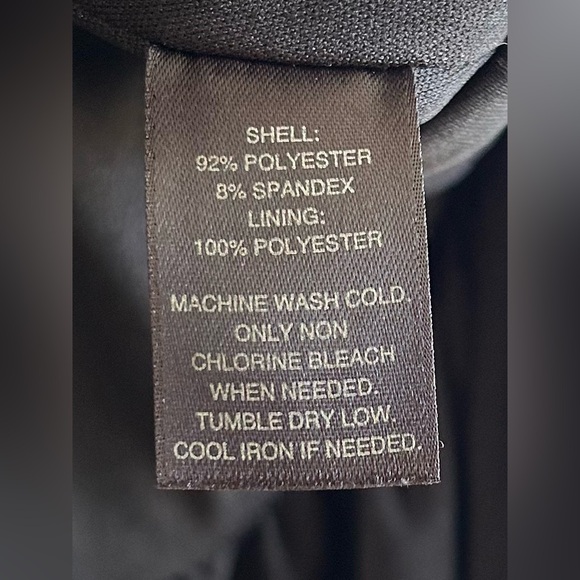 SHELL:
92% POLYESTER
8% SPANDEX
LINING:
100% POLYESTER
MACHINE WASH COLD.
ONLY NON
CHLORINE BLEACH
WHEN NEEDED.
TUMBLE DRY LOW.
COOL IRON IF NEEDED.